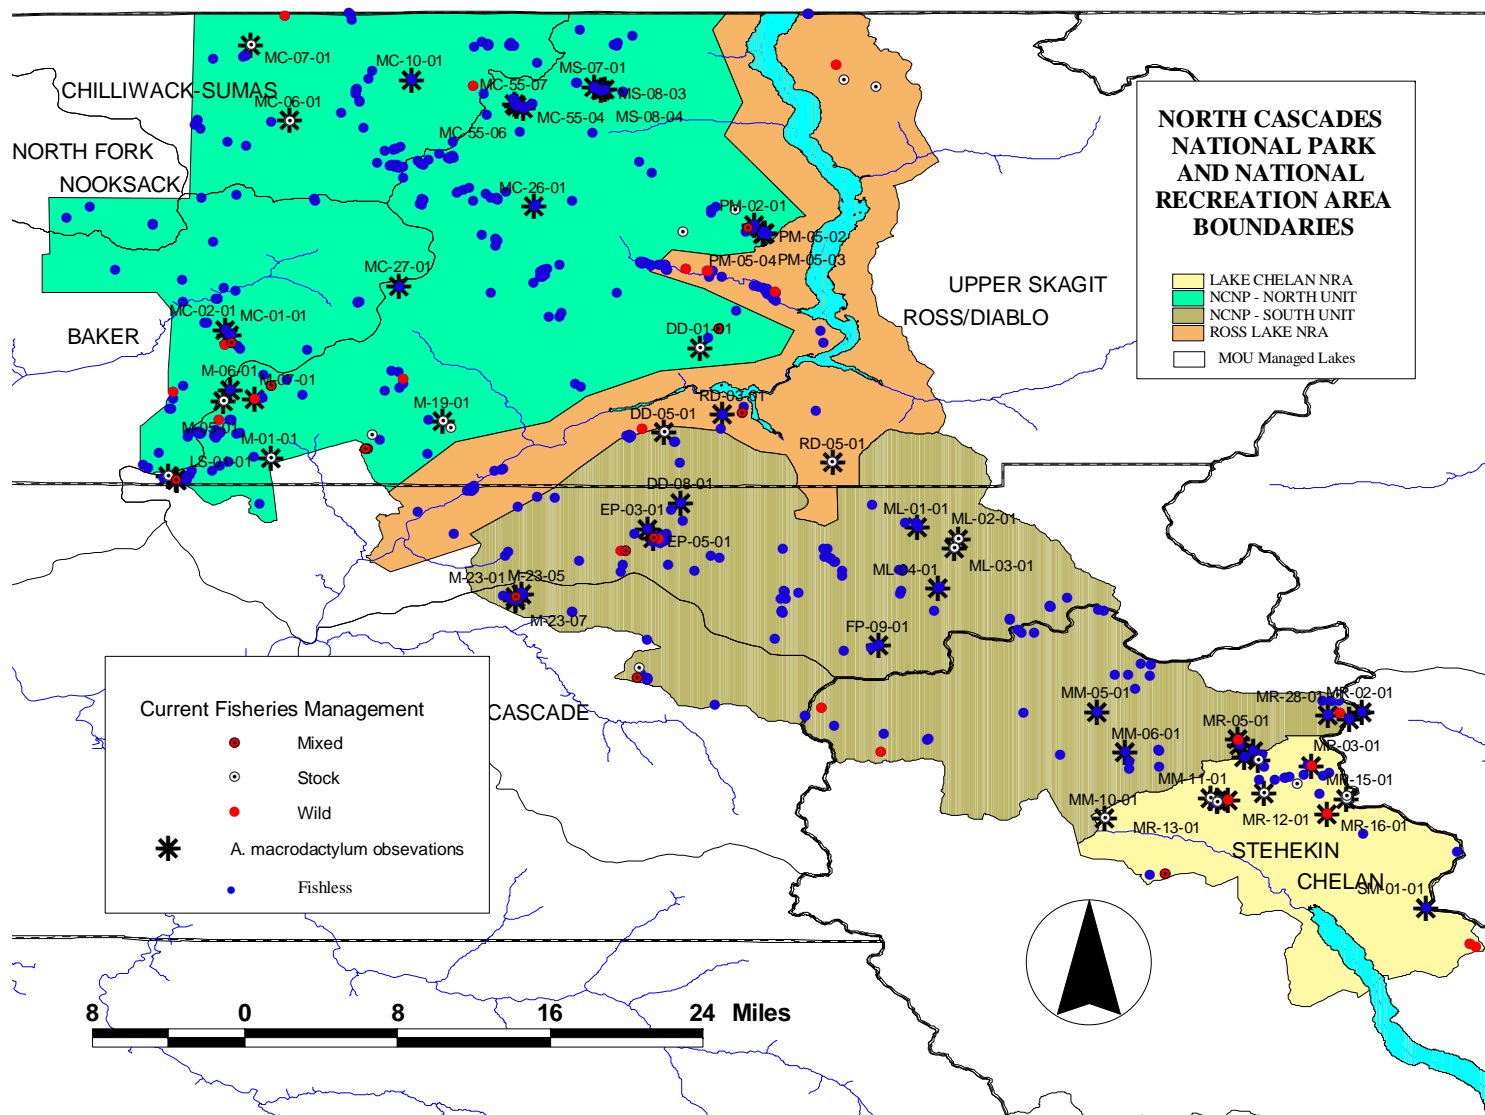 MC-07-01
MC-10-01
CHILLIWACK-SUMAS
MC-06-01
MC-55-07
MS-07-01
MS-08-03
MC-55-04
MS-08-04
MC-55-06
NORTH FORK
NOOKSACK
MC-26-01
PM-02-01
PM-05-02
PM-05-04
PM-05-03
MC-27-01
UPPER SKAGIT
ROSS/DIABLO
MC-02-01
MC-01-01
BAKER
DD-01-01
M-06-01
M-07-01
M-05-01
M-19-01
M-01-01
LS-01-01
RD-03-01
DD-05-01
RD-05-01
NORTH CASCADES
NATIONAL PARK
AND NATIONAL
RECREATION AREA
BOUNDARIES
LAKE CHELAN NRA
NCNP - NORTH UNIT
NCNP - SOUTH UNIT
ROSS LAKE NRA
MOU Managed Lakes
DD-08-01
EP-03-01
EP-05-01
ML-01-01
ML-02-01
ML-03-01
ML-04-01
M-23-01
M-23-05
M-23-07
FP-09-01
CASCADE
MM-05-01
MM-06-01
MR-28-01
MR-02-01
MR-05-01
MR-03-01
MM-11-01
MR-15-01
MM-10-01
MR-13-01
MR-12-01
MR-16-01
STEHEKIN
CHELAN
SM-01-01
Current Fisheries Management
Mixed
Stock
Wild
A. macrodactylum obsevations
Fishless
8 0 8 16 24 Miles